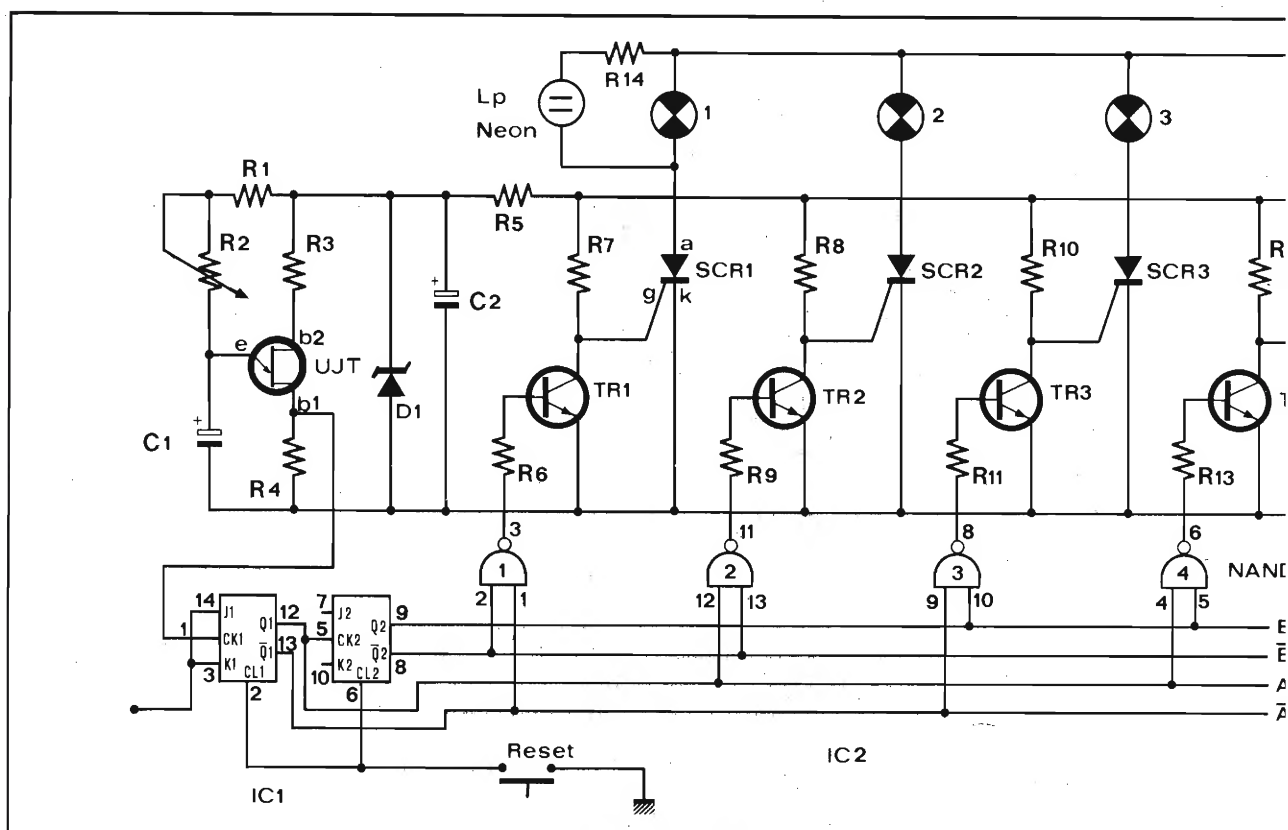 R14
Lp
Neon
1
2
3
R1
R2
R3
R5
R7
a
SCR1
g
k
R8
SCR2
R10
SCR3
R
+
C2
e
b2
UJT
b1
D1
TR1
TR2
TR3
T
+
C1
R4
R6
R9
R11
R13
3
11
8
6
1
2
3
4
NAND
2
1
12
13
9
10
4
5
14
J1
Q1
12
1
CK1
Q̅1
13
3
K1
CL1
2
7
J2
Q2
9
5
CK2
Q̅2
8
10
K2
CL2
6
A
Reset
IC1
IC2